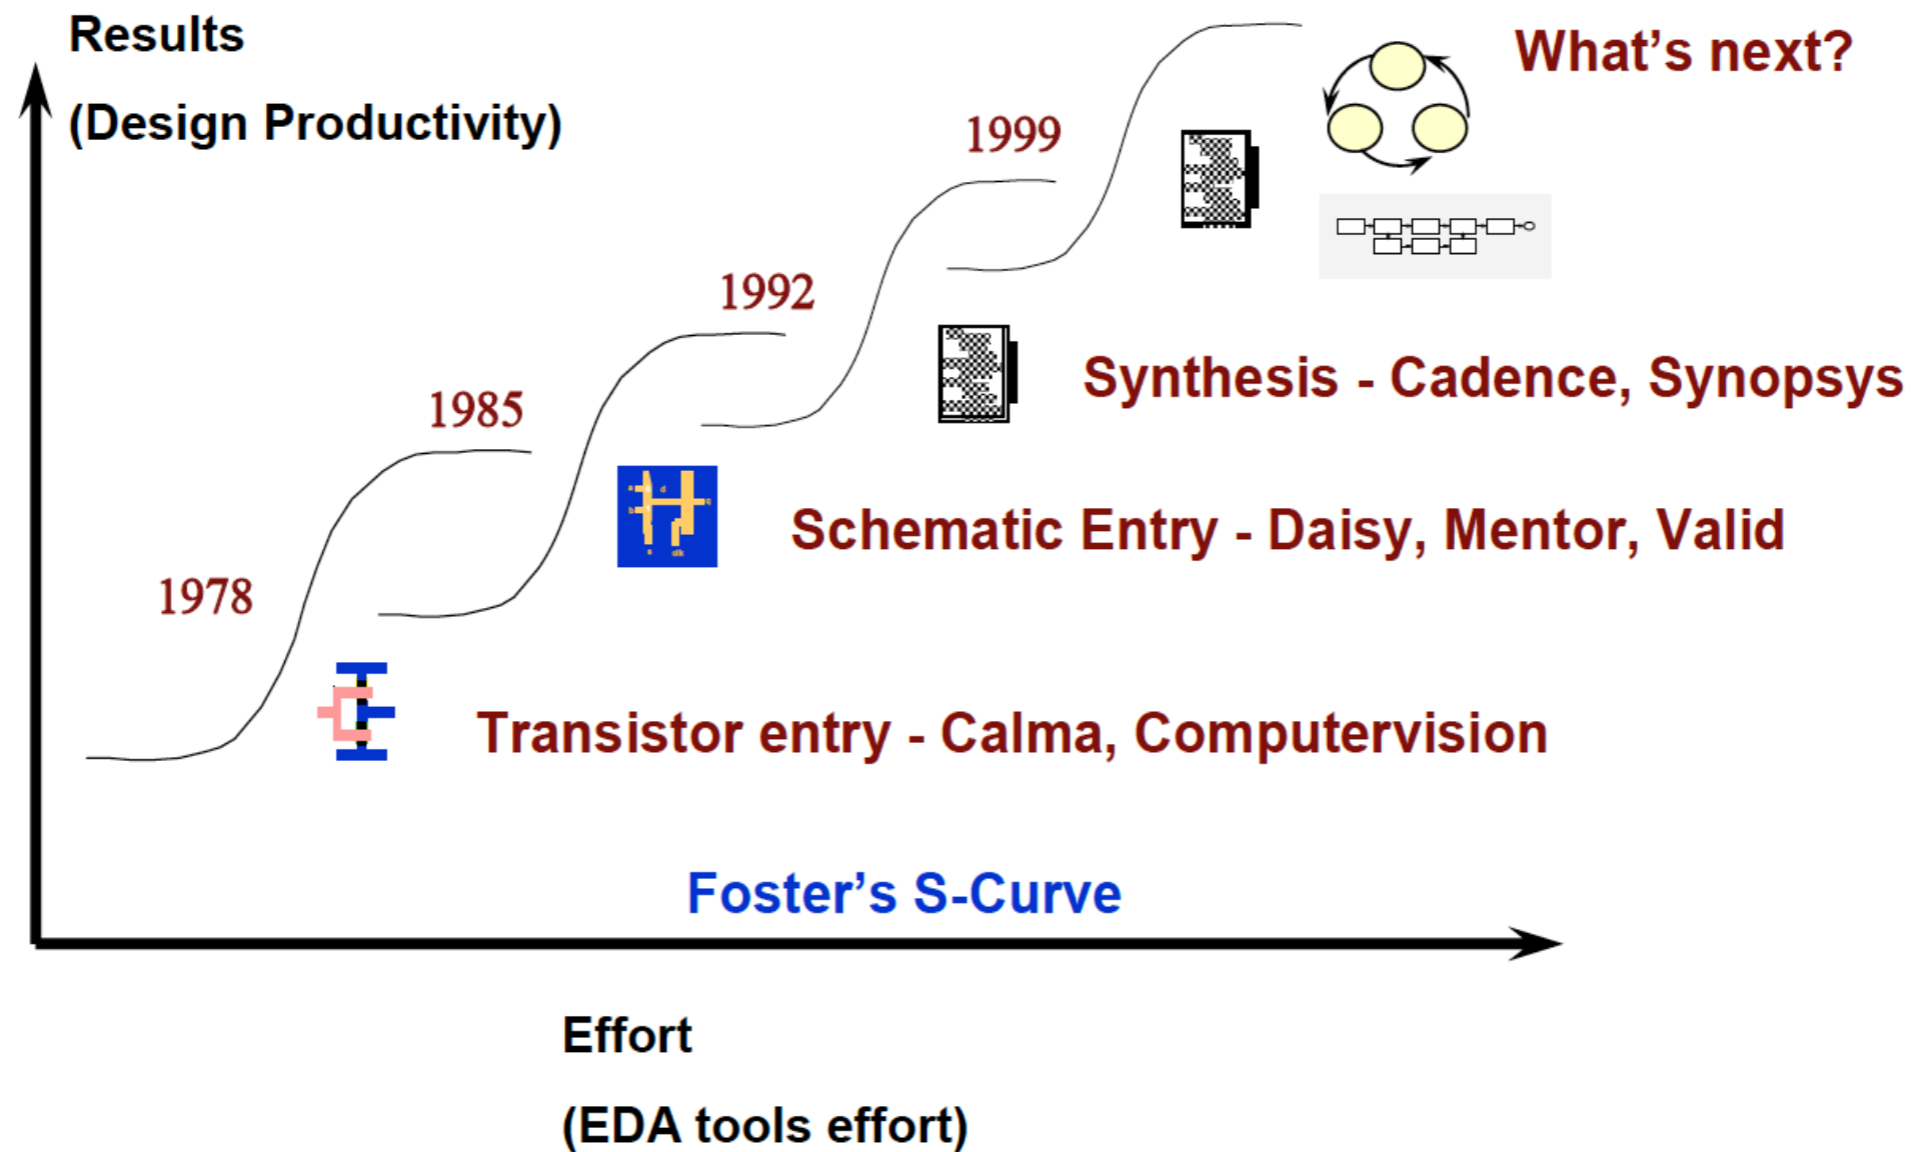 Results
(Design Productivity)
What's next?
1999
1992
Synthesis - Cadence, Synopsys
1985
Schematic Entry - Daisy, Mentor, Valid
1978
Transistor entry - Calma, Computervision
Foster's S-Curve
Effort
(EDA tools effort)